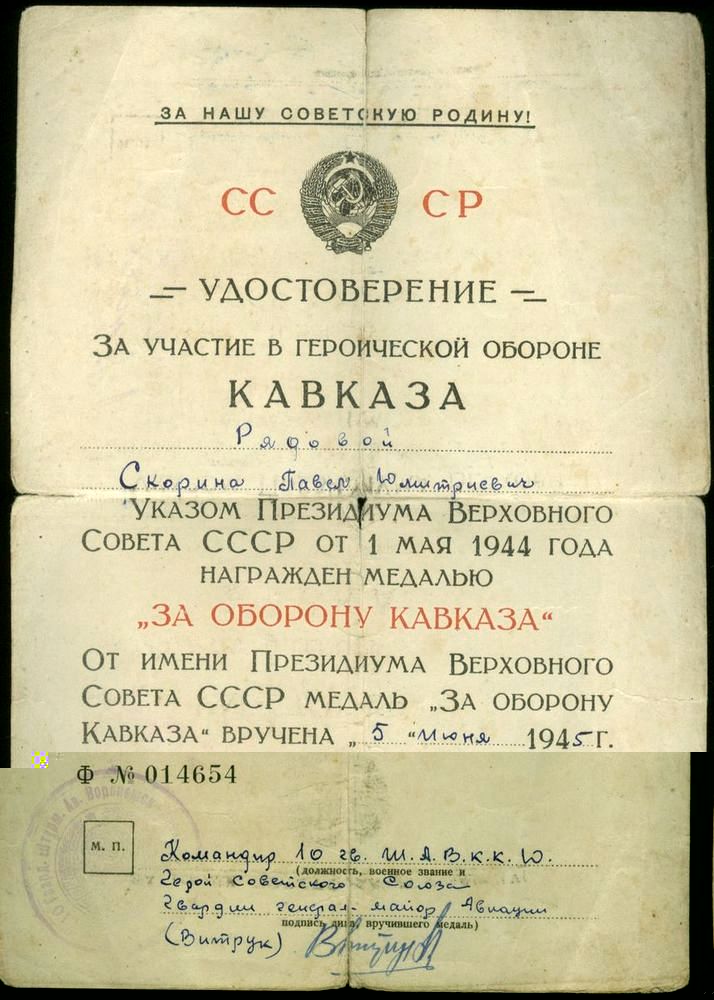 ЗА НАШУ СОВЕТСКУЮ РОДИНУ!
СС СР
УДОСТОВЕРЕНИЕ
ЗА УЧАСТИЕ В ГЕРОИЧЕСКОЙ ОБОРОНЕ
КАВКАЗА
Рядовой
Скорина Павел Дмитриевич
УКАЗОМ ПРЕЗИДИУМА ВЕРХОВНОГО
СОВЕТА СССР ОТ 1 МАЯ 1944 ГОДА
НАГРАЖДЕН МЕДАЛЬЮ
„ЗА ОБОРОНУ КАВКАЗА“
ОТ ИМЕНИ ПРЕЗИДИУМА ВЕРХОВНОГО
СОВЕТА СССР МЕДАЛЬ „ЗА ОБОРОНУ
КАВКАЗА“ ВРУЧЕНА „5“ июня 1945 Г.
Ф № 014654
М. П.
Командир 10 гв. Ш.А.В.К.К.Ю.
(должность, военное звание и
Герой Советского Союза
Гвардии генерал-майор Авиации
подпись лица, вручившего медаль)
(Витрук)